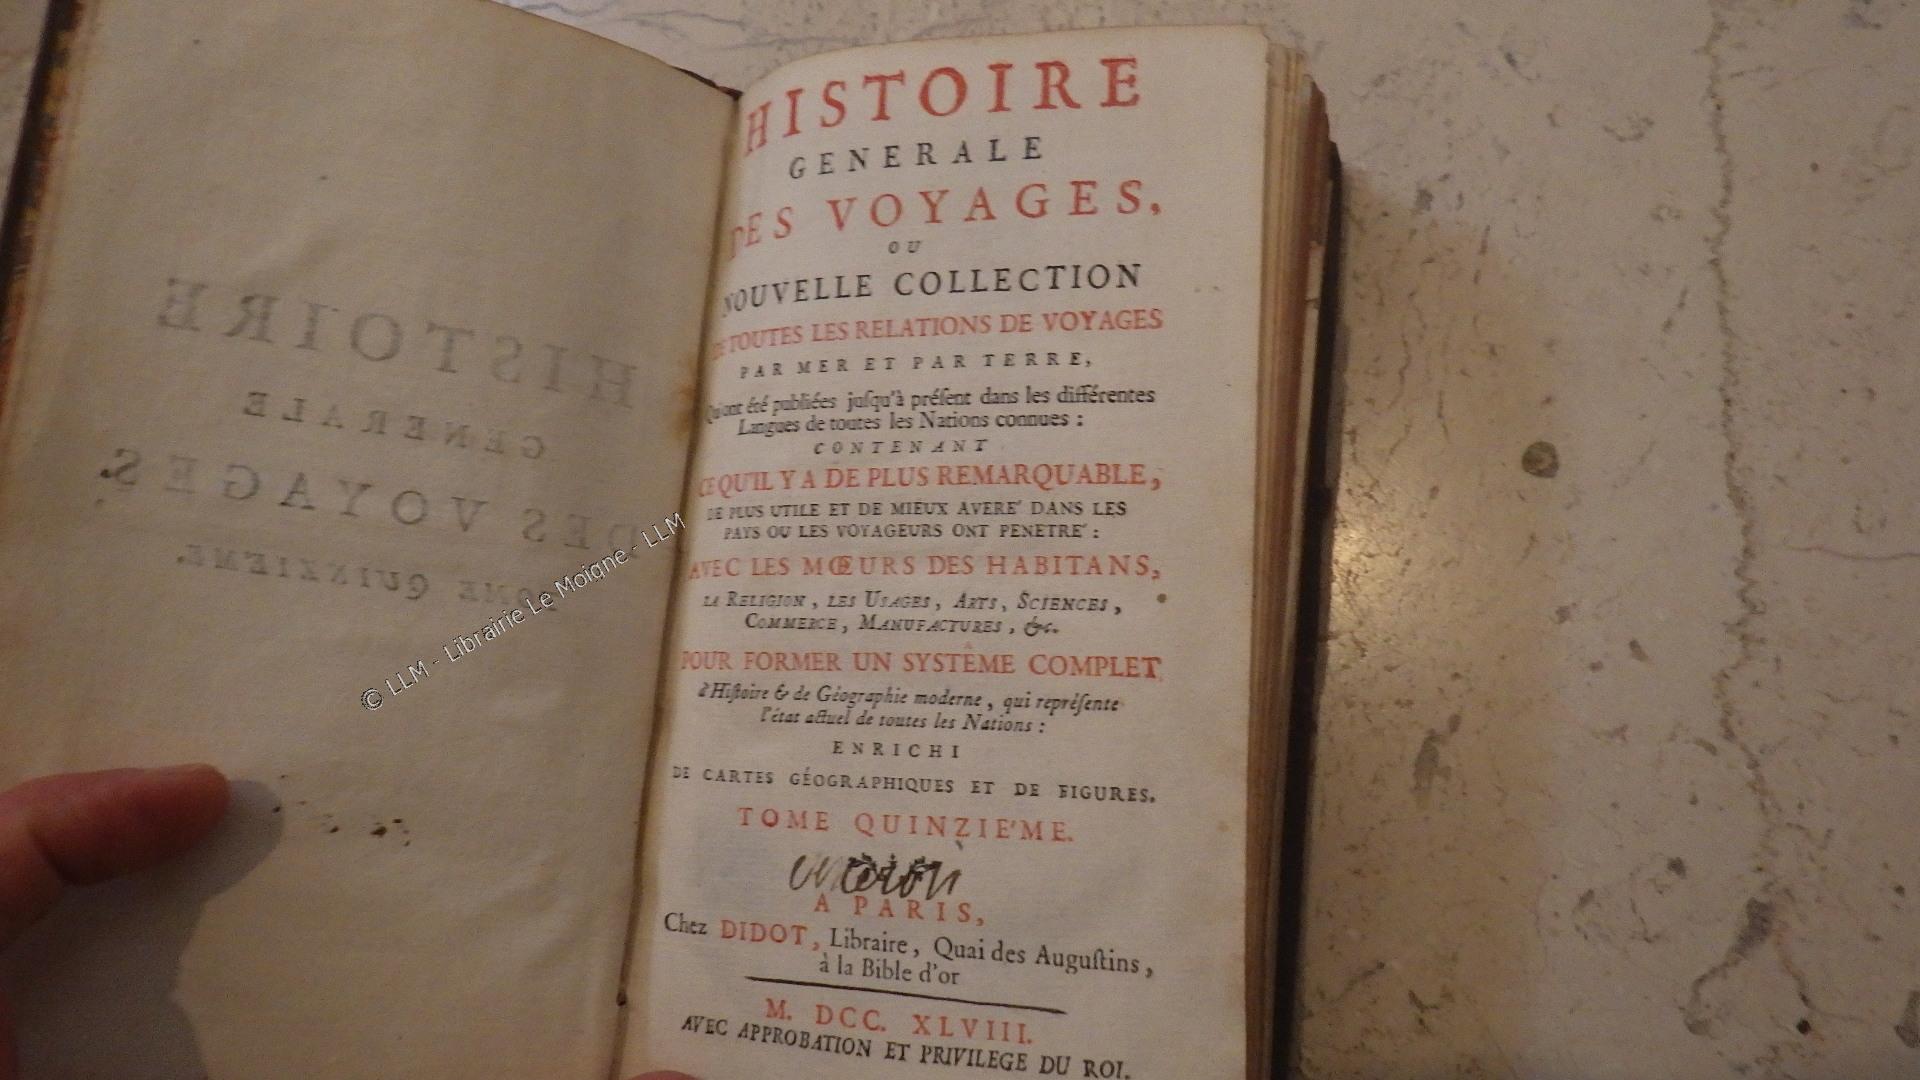 HISTOIRE
GENERALE
DES VOYAGES,
TOME QUINZIEME.
© LLM - Librairie Le Moigne - LLM
HISTOIRE
GENERALE
DES VOYAGES,
OU
NOUVELLE COLLECTION
DE TOUTES LES RELATIONS DE VOYAGES
PAR MER ET PAR TERRE,
Qui ont été publiées juſqu'à préſent dans les différentes
Langues de toutes les Nations connues :
CONTENANT
CE QU'IL Y A DE PLUS REMARQUABLE,
DE PLUS UTILE ET DE MIEUX AVERE' DANS LES
PAYS OU LES VOYAGEURS ONT PENETRE' :
AVEC LES MŒURS DES HABITANS,
LA RELIGION, LES USAGES, ARTS, SCIENCES,
COMMERCE, MANUFACTURES, &c.
POUR FORMER UN SYSTÊME COMPLET
d'Hiſtoire & de Géographie moderne, qui repréſente
l'état actuel de toutes les Nations :
ENRICHI
DE CARTES GÉOGRAPHIQUES ET DE FIGURES.
TOME QUINZIE'ME.
A PARIS,
Chez DIDOT, Libraire, Quai des Auguſtins,
à la Bible d'or
M. DCC. XLVIII.
AVEC APPROBATION ET PRIVILEGE DU ROI.